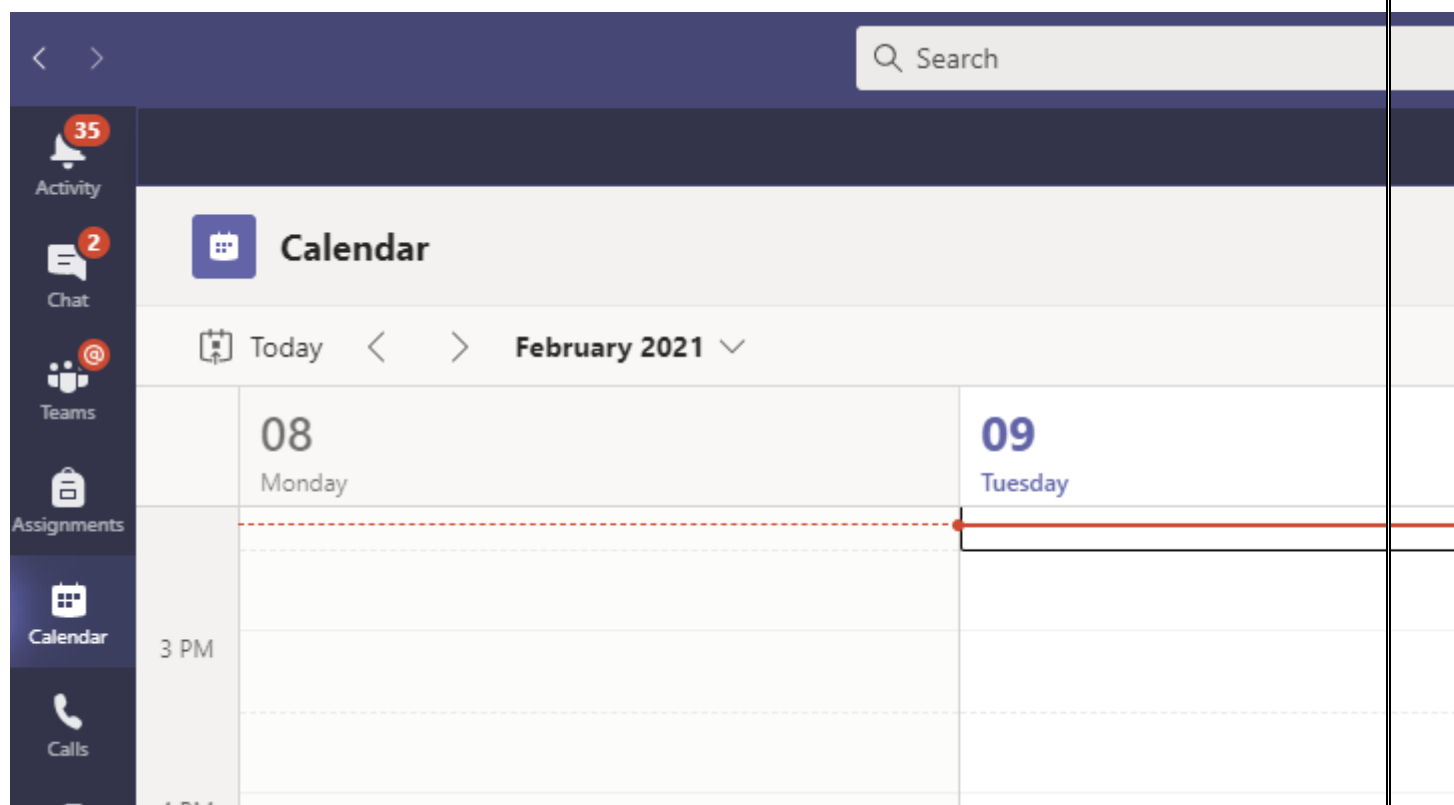 Search
35
Activity
2
Chat
@
Teams
Assignments
Calendar
Calls
Calendar
Today
February 2021
08
Monday
09
Tuesday
3 PM